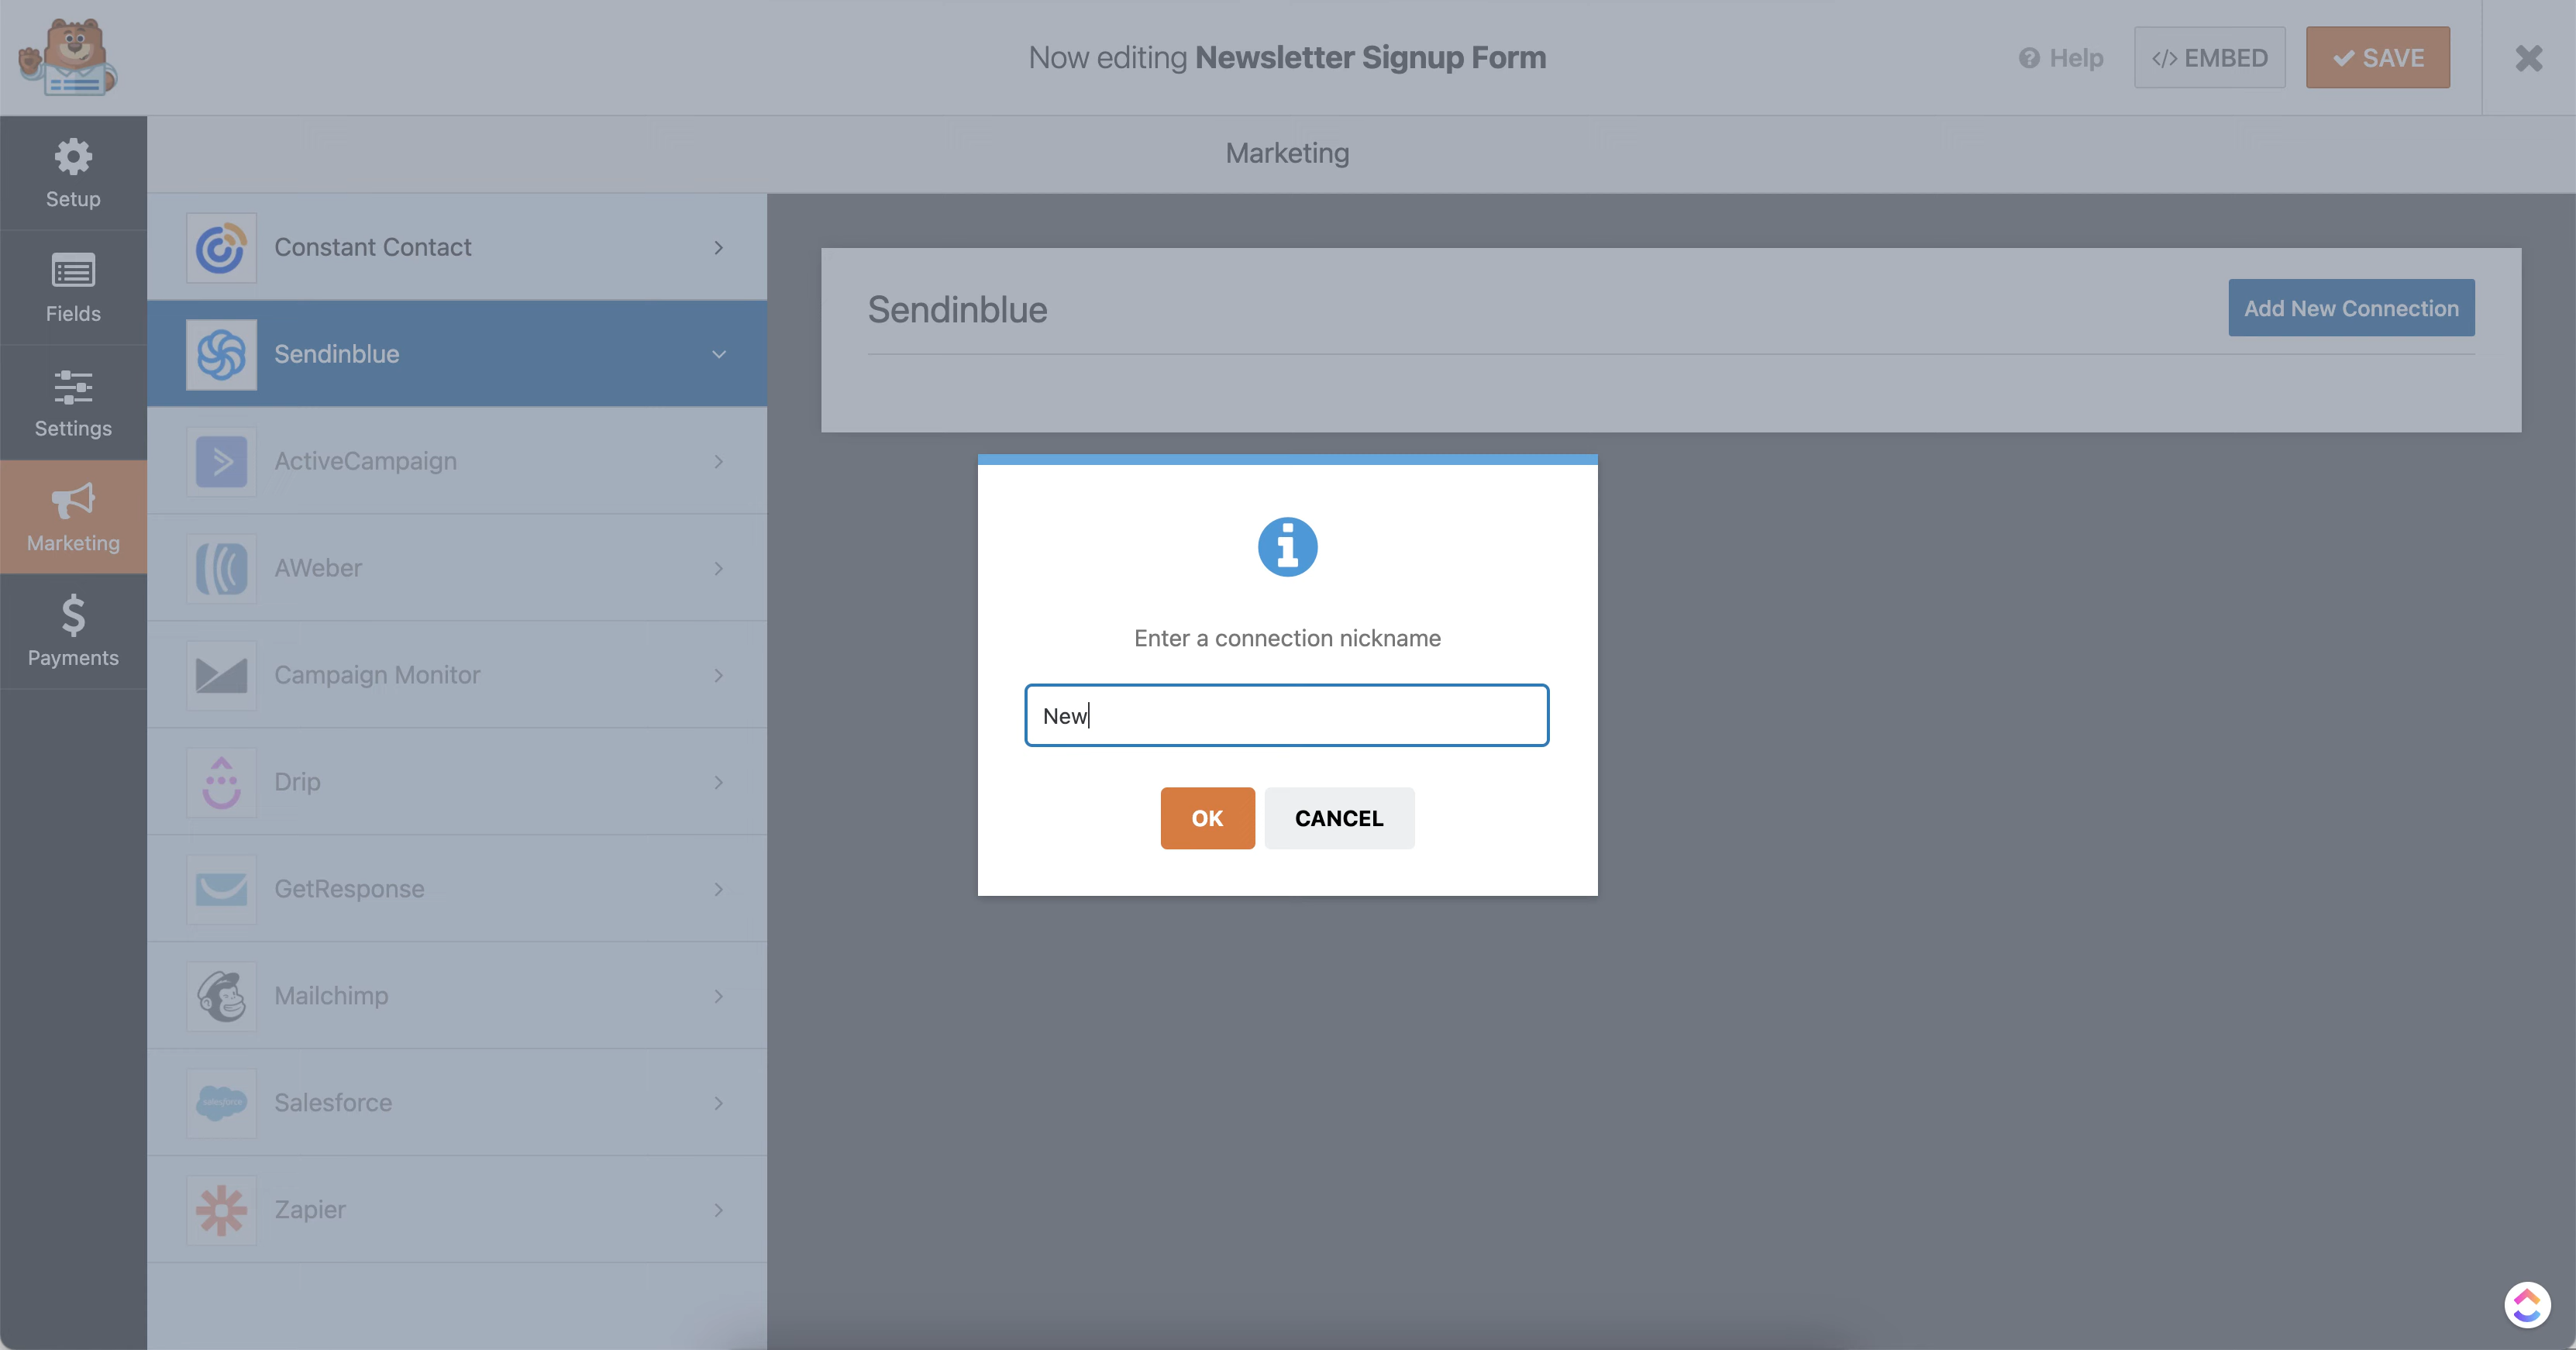 Now editing Newsletter Signup Form
Help
</> EMBED
SAVE
Setup
Fields
Settings
Marketing
Payments
Marketing
Constant Contact
Sendinblue
ActiveCampaign
AWeber
Campaign Monitor
Drip
GetResponse
Mailchimp
salesforce
Salesforce
Zapier
Sendinblue
Add New Connection
Enter a connection nickname
New
OK
CANCEL